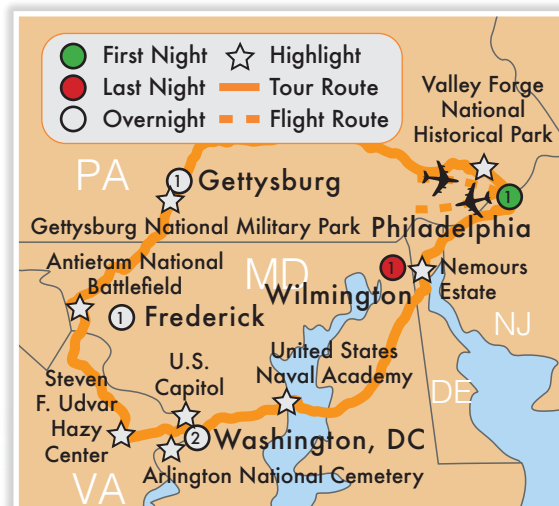 First Night
Highlight
Last Night
Tour Route
Overnight
Flight Route
Valley Forge
National
Historical Park
PA
1
Gettysburg
1
Philadelphia
Gettysburg National Military Park
Antietam National
Battlefield
MD
1
Wilmington
Nemours
Estate
1
Frederick
NJ
U.S.
Capitol
United States
Naval Academy
DE
Steven
F. Udvar
Hazy
Center
2
Washington, DC
Arlington National Cemetery
VA